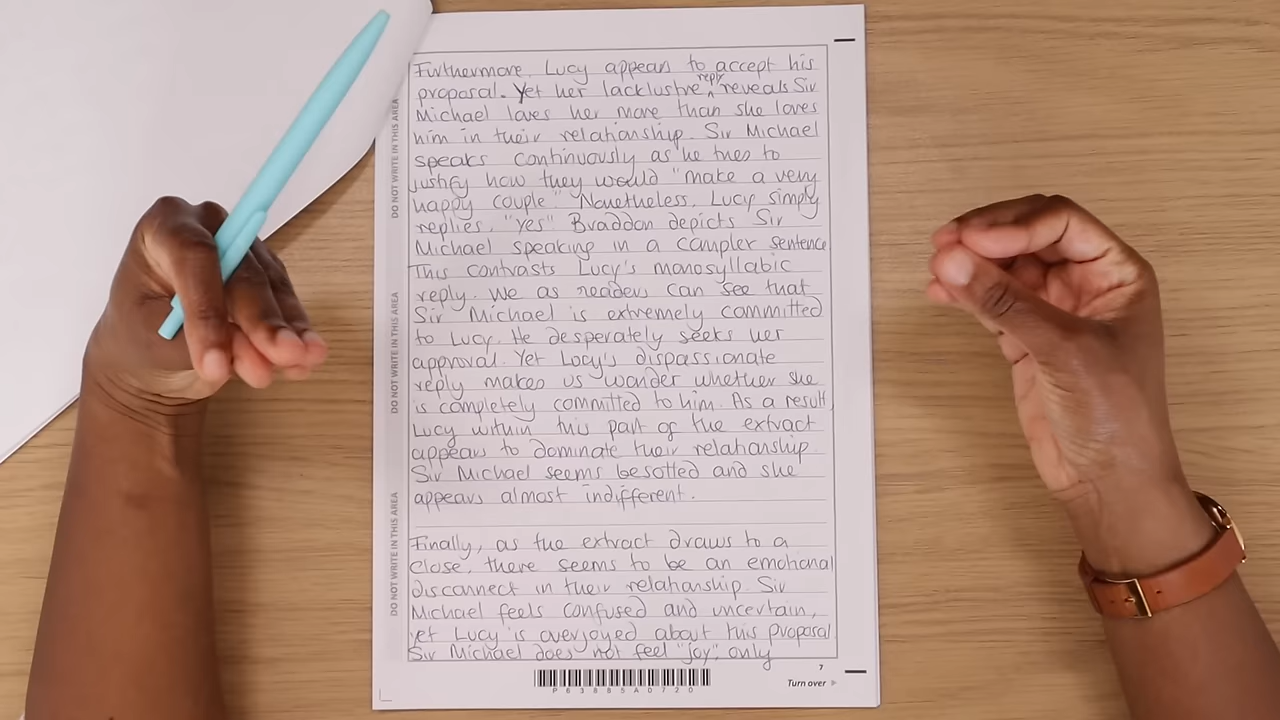 Furthermore, Lucy appears to accept his
proposal. Yet her lacklustre reply reveals Sir
Michael loves her more than she loves
him in their relationship. Sir Michael
speaks continuously as he tries to
justify how they would "make a very
happy couple." Nonetheless, Lucy simply
replies, "yes" Braddon depicts Sir
Michael speaking in a complex sentence
This contrasts Lucy's monosyllabic
reply. We as readers can see that
Sir Michael is extremely committed
to Lucy. He desperately seeks her
approval. Yet Lucy's dispassionate
reply makes us wonder whether she
is completely committed to him. As a result,
Lucy within this part of the extract
appears to dominate their relationship
Sir Michael seems besotted and she
appears almost indifferent.
Finally, as the extract draws to a
close, there seems to be an emotional
disconnect in their relationship. Sir
Michael feels confused and uncertain,
yet Lucy is overjoyed about this proposal
Sir Michael does not feel "joy", only
DO NOT WRITE IN THIS AREA
DO NOT WRITE IN THIS AREA
DO NOT WRITE IN THIS AREA
7
P63885A0720
Turn over